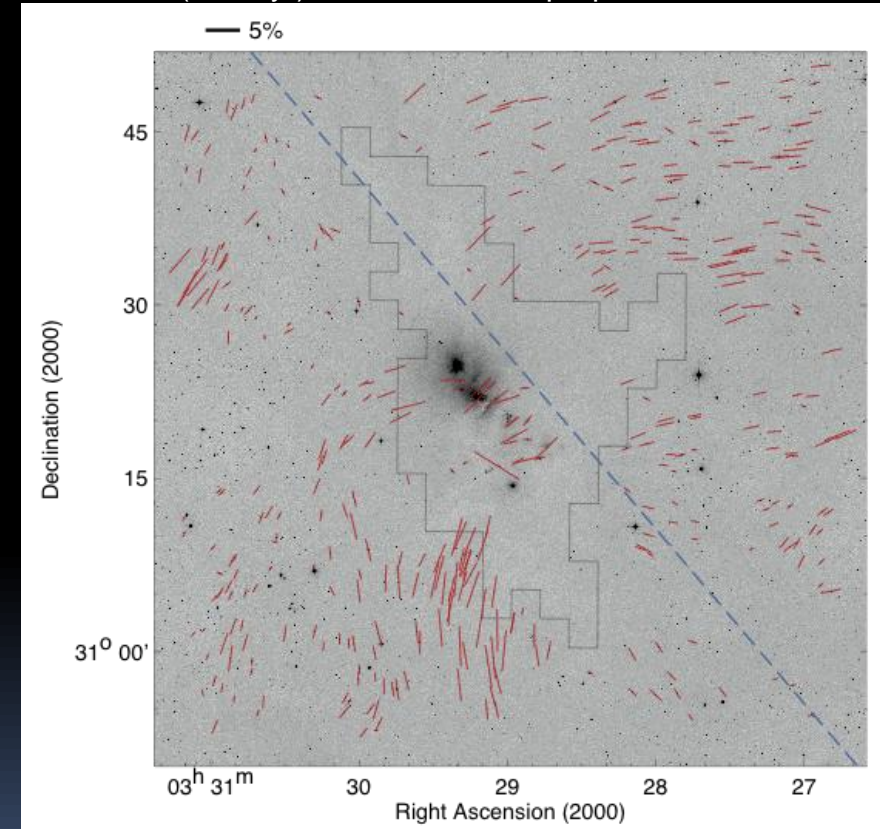 5%
45
30
15
31° 00'
Declination (2000)
03h 31m 30 29 28 27
Right Ascension (2000)